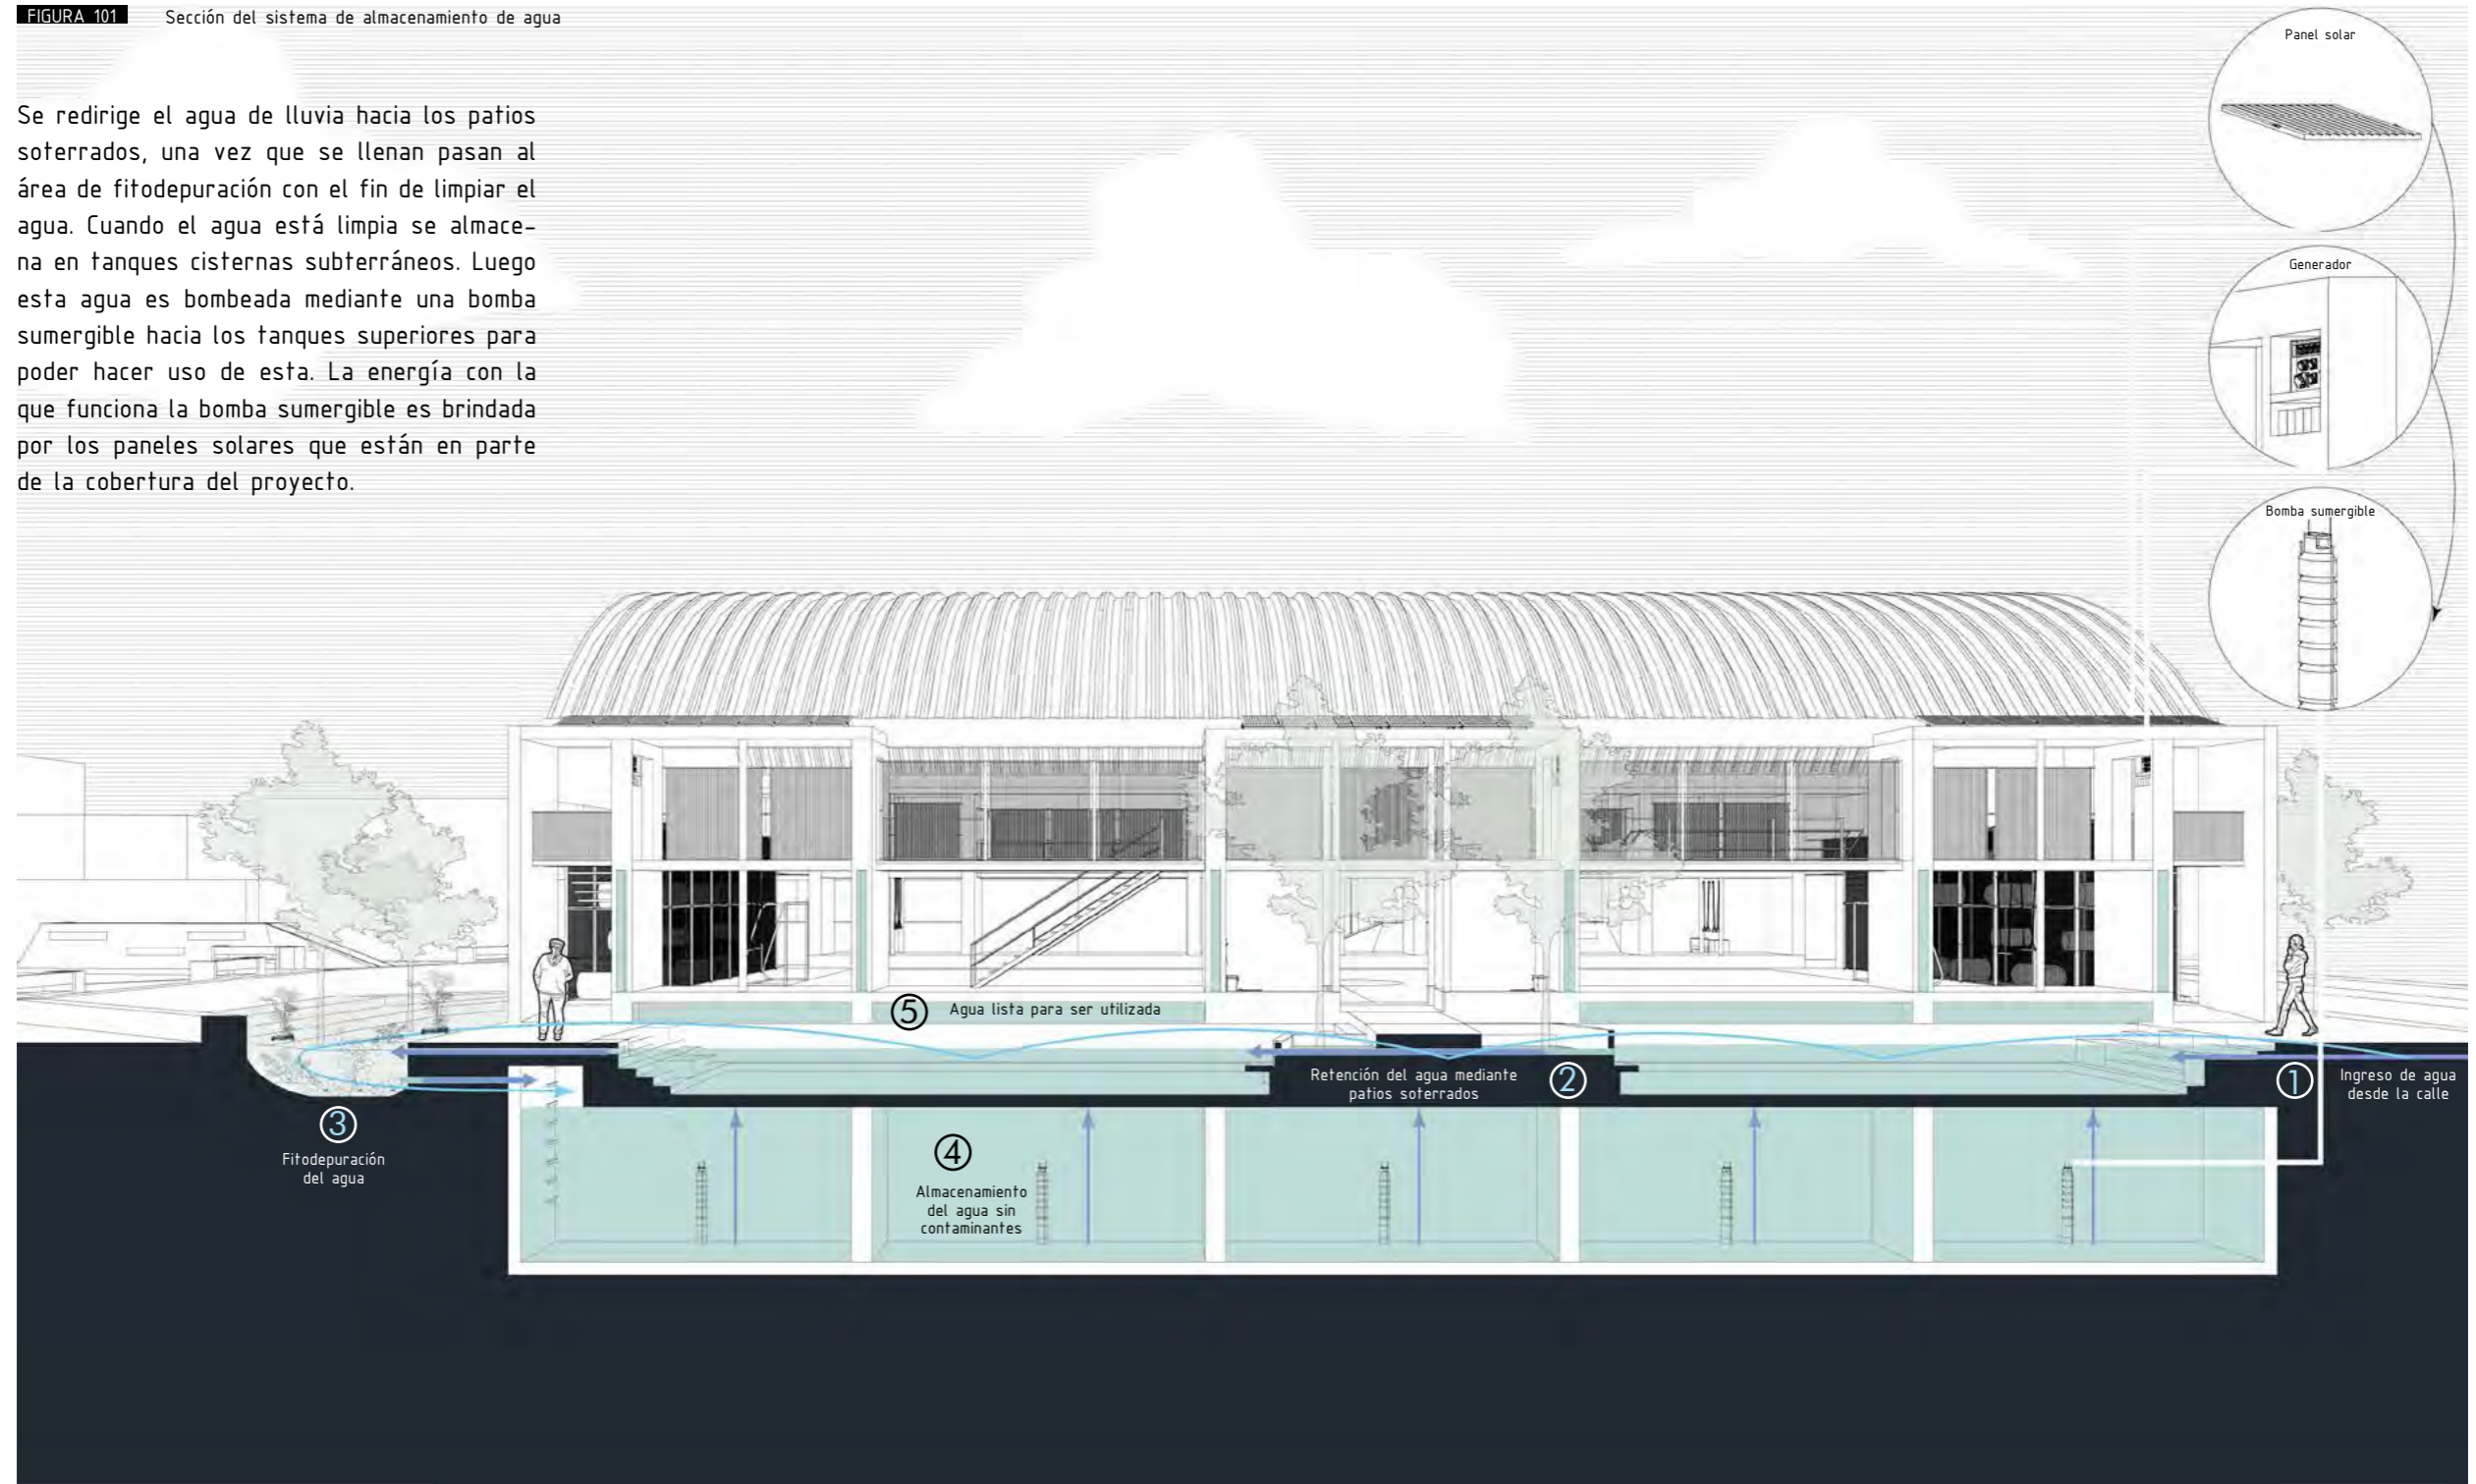 FIGURA 101 Sección del sistema de almacenamiento de agua
Se redirige el agua de lluvia hacia los patios
soterrados, una vez que se llenan pasan al
área de fitodepuración con el fin de limpiar el
agua. Cuando el agua está limpia se almace-
na en tanques cisternas subterráneos. Luego
esta agua es bombeada mediante una bomba
sumergible hacia los tanques superiores para
poder hacer uso de esta. La energía con la
que funciona la bomba sumergible es brindada
por los paneles solares que están en parte
de la cobertura del proyecto.
Panel solar
Generador
Bomba sumergible
5 Agua lista para ser utilizada
Retención del agua mediante
patios soterrados
2
1
Ingreso de agua
desde la calle
3
Fitodepuración
del agua
4
Almacenamiento
del agua sin
contaminantes